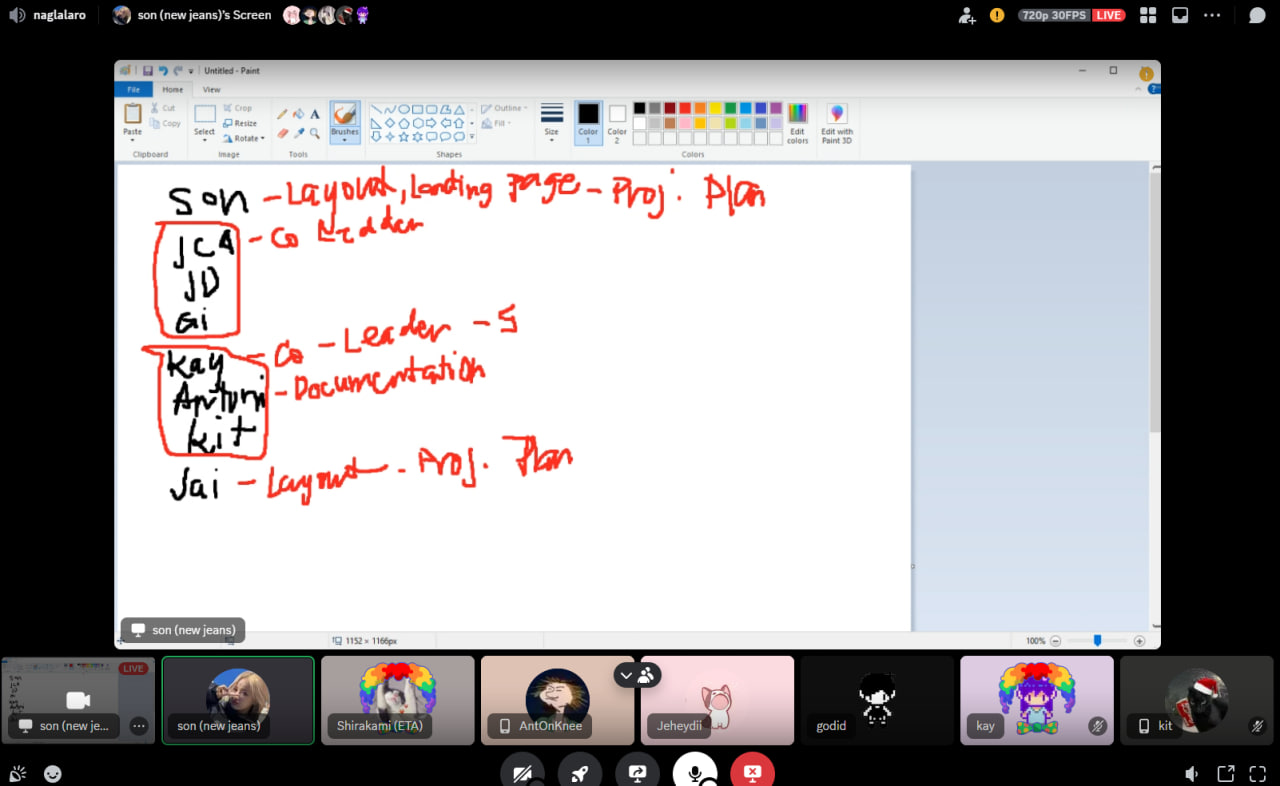 naglalaro
son (new jeans)'s Screen
720p 30FPS LIVE
Untitled - Paint
File Home View
Paste
Cut
Copy
Clipboard
Select
Crop
Resize
Rotate
Image
Tools
Brushes
Outline
Fill
Shapes
Size
Color 1
Color 2
Colors
Edit colors
Edit with Paint 3D
Son - Layout, Landing Page - Proj. Plan
JCA - Co Leader
JD
Gi
Kay - Co - Leader - S
Antoni - Documentation
Kit
Jai - Layout - Proj. Plan
son (new jeans)
1152 × 1166px
100%
LIVE
son (new je...
son (new jeans)
Shirakami (ETA)
AntOnKnee
Jeheydii
godid
kay
kit